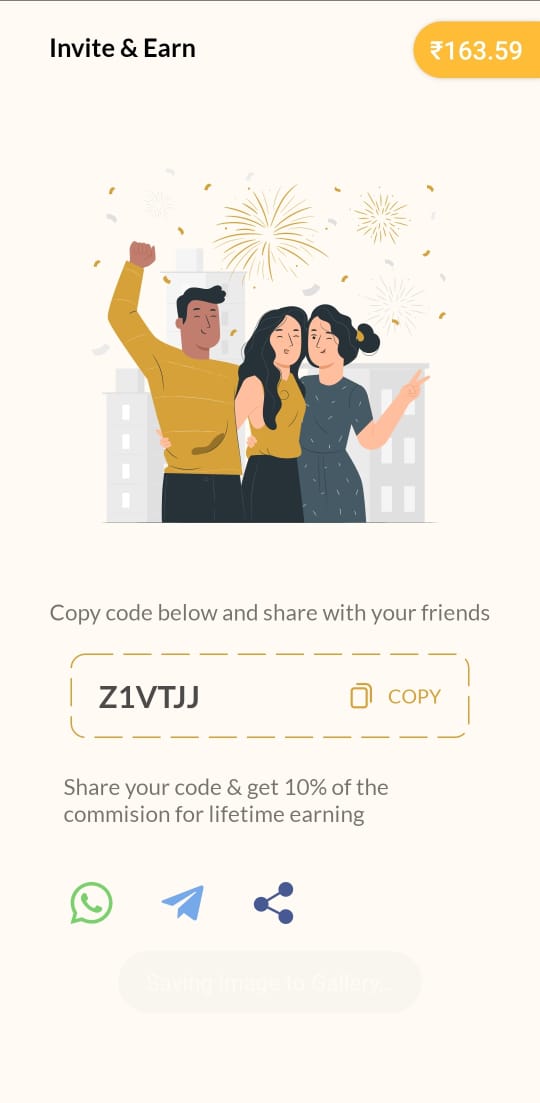 Invite & Earn
₹163.59
Copy code below and share with your friends
Z1VTJJ
COPY
Share your code & get 10% of the
commision for lifetime earning
Saving image to Gallery...